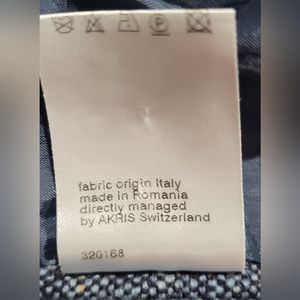 fabric origin Italy
made in Romania
directly managed
by AKRIS Switzerland
320168